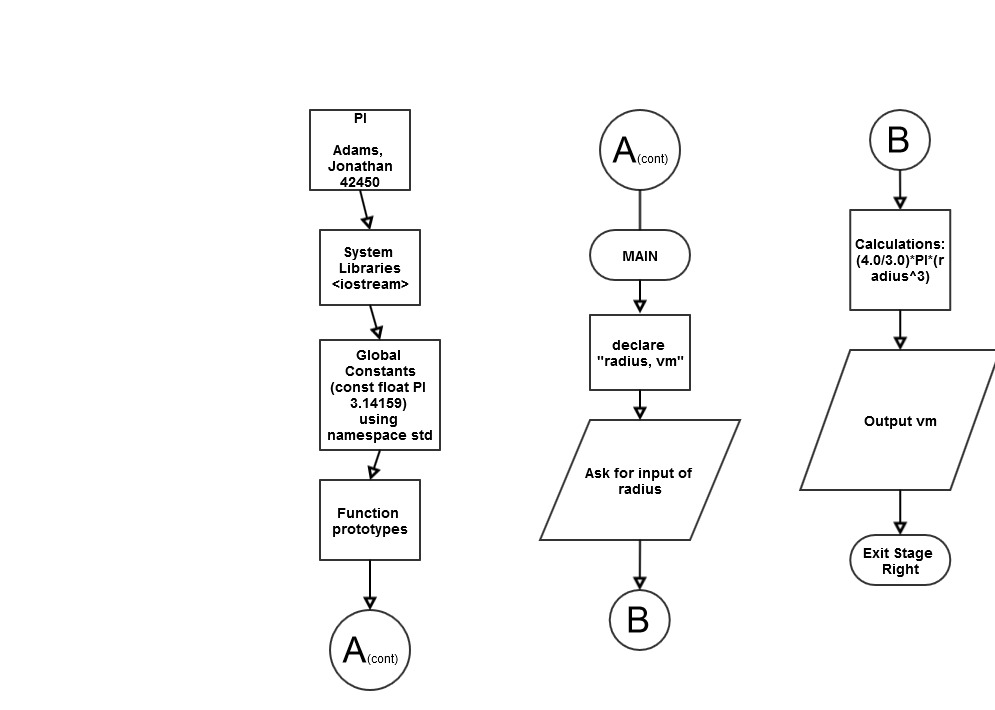 PI
Adams,
Jonathan
42450
System
Libraries
<iostream>
Global
Constants
(const float PI
3.14159)
using
namespace std
Function
prototypes
A(cont)
A(cont)
MAIN
declare
"radius, vm"
Ask for input of
radius
B
B
Calculations:
(4.0/3.0)*PI*(r
adius^3)
Output vm
Exit Stage
Right